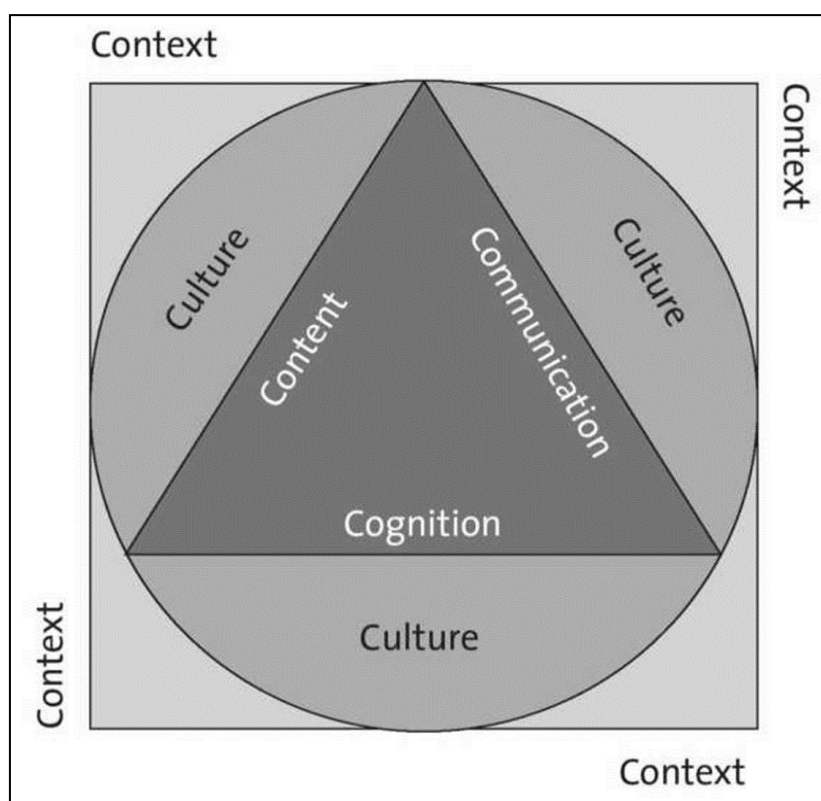 Context
Context
Culture
Culture
Content
Communication
Cognition
Culture
Context
Context